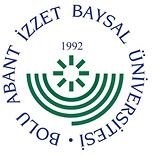 BOLU ABANT İZZET BAYSAL ÜNİVERSİTESİ •
1992